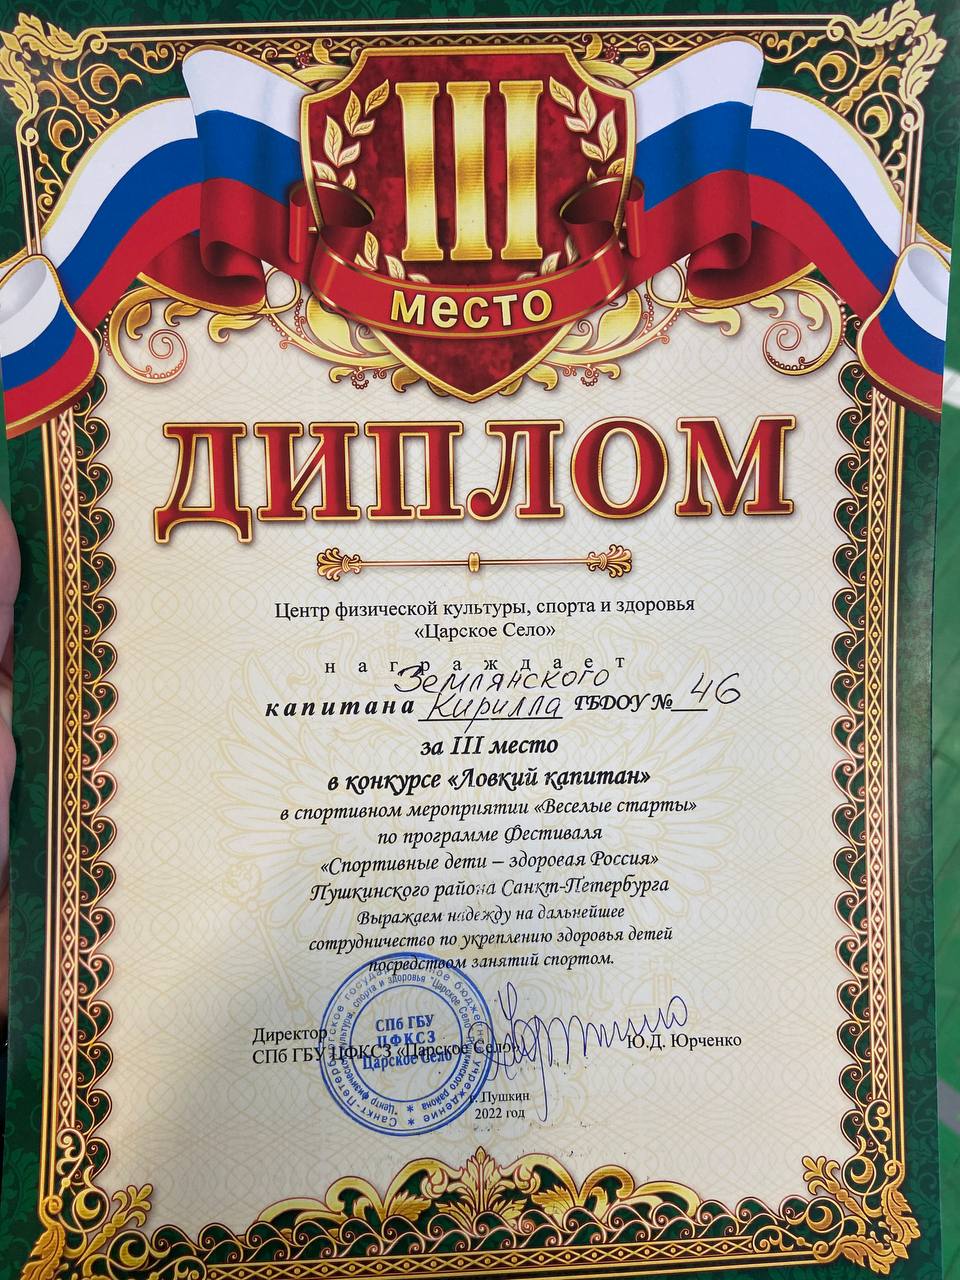 III
место
ДИПЛОМ
Центр физической культуры, спорта и здоровья
«Царское Село»
награждает
Землянского
капитана Кирилла ГБДОУ № 46
за III место
в конкурсе «Ловкий капитан»
в спортивном мероприятии «Веселые старты»
по программе Фестиваля
«Спортивные дети – здоровая Россия»
Пушкинского района Санкт-Петербурга
Выражаем надежду на дальнейшее
сотрудничество по укреплению здоровья детей
посредством занятий спортом.
Директор
СПб ГБУ ЦФКСЗ «Царское Село» Ю.Д. Юрченко
СПб ГБУ
ЦФКСЗ
Царское Село
г. Пушкин
2022 год